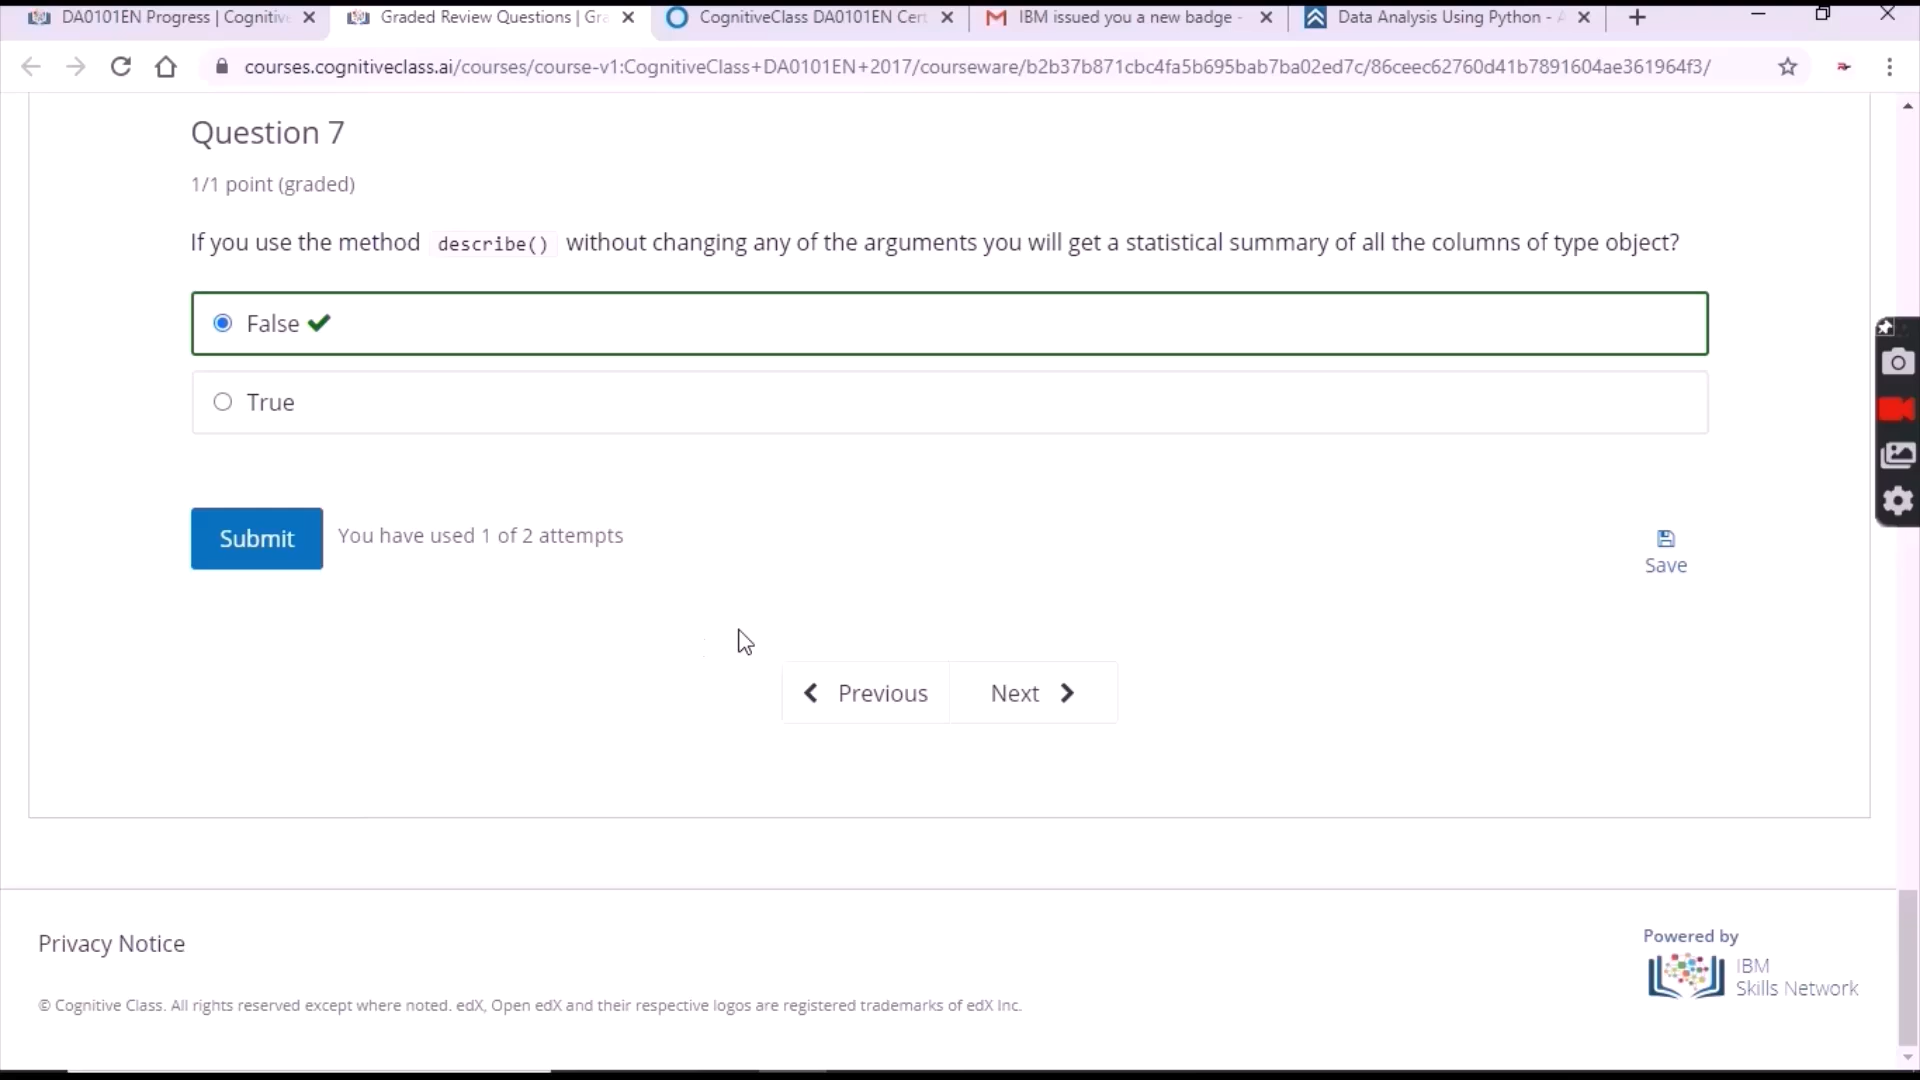 DA0101EN Progress | Cognitiv
Graded Review Questions | Gra
CognitiveClass DA0101EN Cert
IBM issued you a new badge -
Data Analysis Using Python - A
courses.cognitiveclass.ai/courses/course-v1:CognitiveClass+DA0101EN+2017/courseware/b2b37b871cbc4fa5b695bab7ba02ed7c/86ceec62760d41b7891604ae361964f3/
Question 7
1/1 point (graded)
If you use the method describe() without changing any of the arguments you will get a statistical summary of all the columns of type object?
False
True
Submit
You have used 1 of 2 attempts
Save
Previous
Next
Privacy Notice
Powered by
IBM
Skills Network
© Cognitive Class. All rights reserved except where noted. edX, Open edX and their respective logos are registered trademarks of edX Inc.